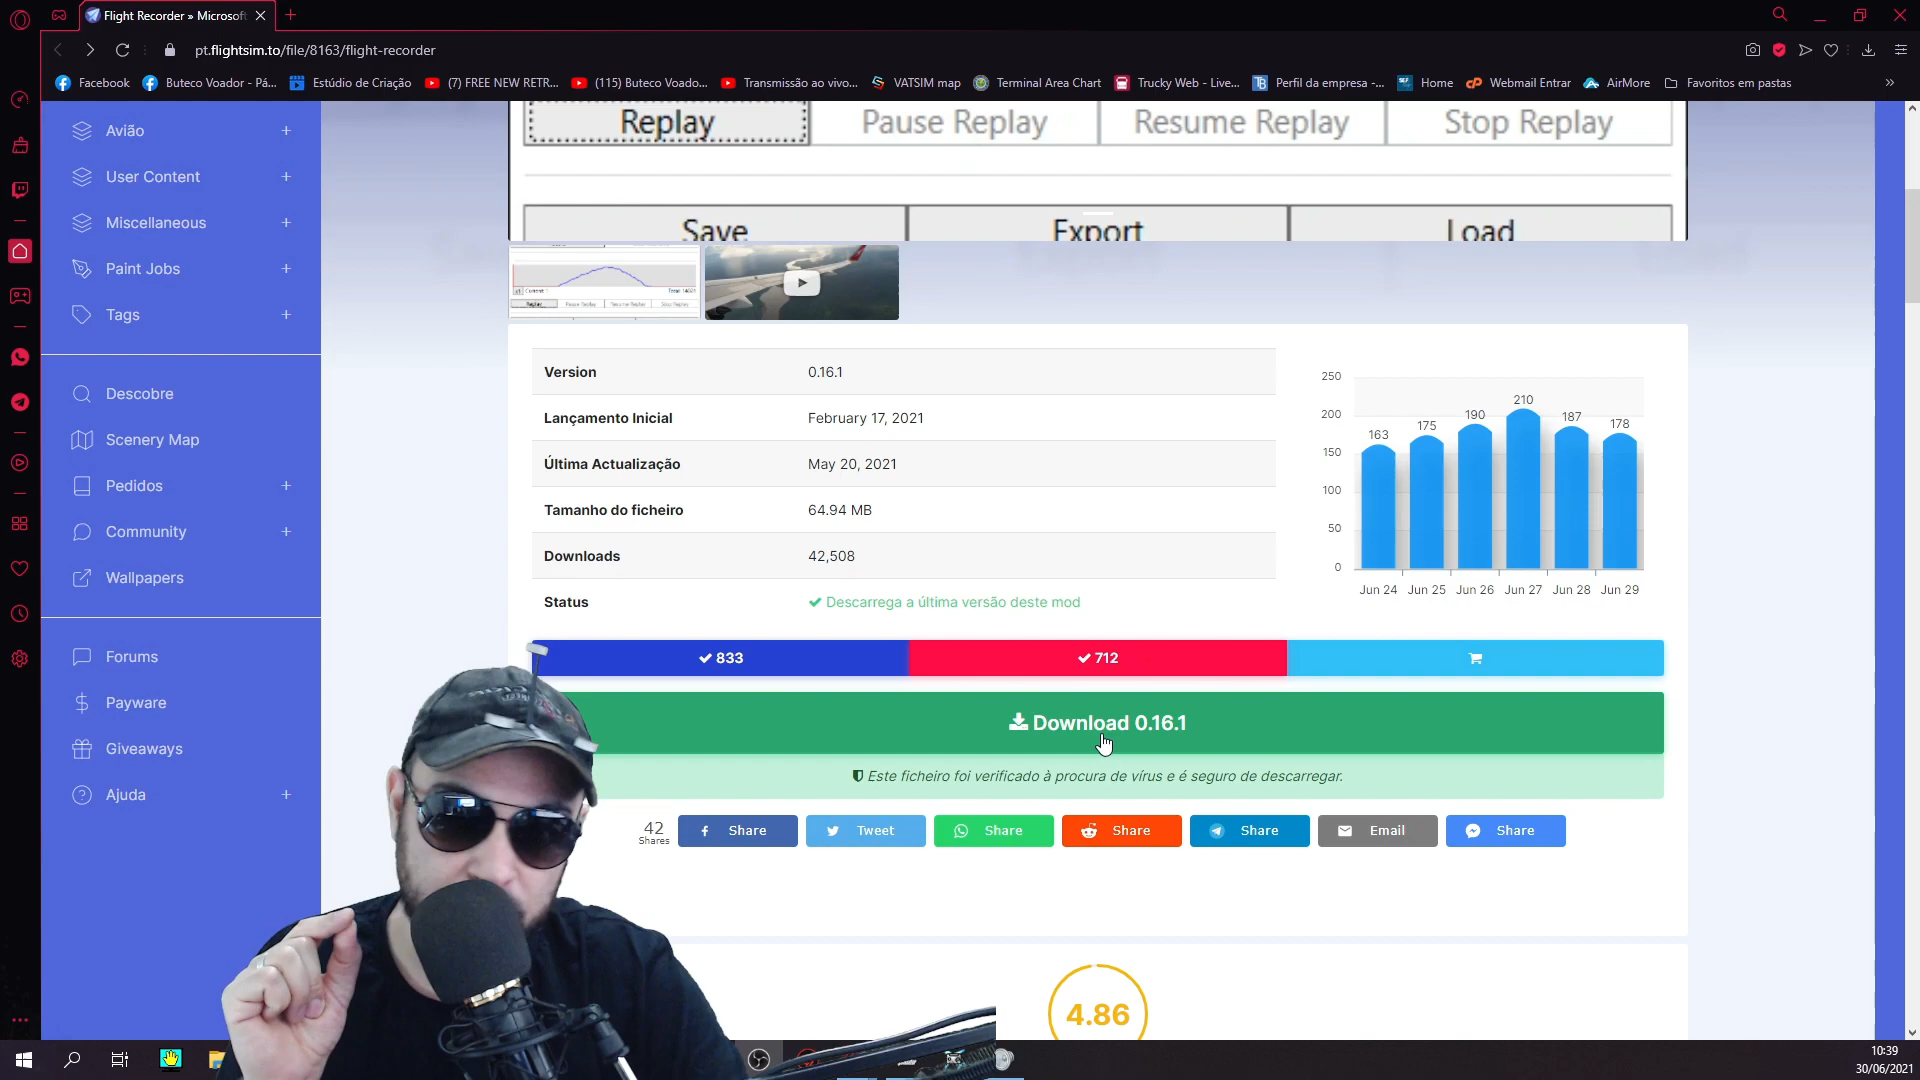 Flight Recorder » Microsoft
pt.flightsim.to/file/8163/flight-recorder
Facebook
Buteco Voador - Pá...
Estúdio de Criação
(7) FREE NEW RETR...
(115) Buteco Voado...
Transmissão ao vivo...
VATSIM map
Terminal Area Chart
Trucky Web - Live...
Perfil da empresa -...
Home
Webmail Entrar
AirMore
Favoritos em pastas
»
Avião +
User Content +
Miscellaneous +
Paint Jobs +
Tags +
Descobre
Scenery Map
Pedidos +
Community +
Wallpapers
Forums
Payware
Giveaways
Ajuda +
Replay Pause Replay Resume Replay Stop Replay
Save Export Load
Version 0.16.1
Lançamento Inicial February 17, 2021
Última Actualização May 20, 2021
Tamanho do ficheiro 64.94 MB
Downloads 42,508
Status Descarrega a última versão deste mod
250
200
150
100
50
0
163 175 190 210 187 178
Jun 24 Jun 25 Jun 26 Jun 27 Jun 28 Jun 29
833
712
Download 0.16.1
Este ficheiro foi verificado à procura de vírus e é seguro de descarregar.
42
Shares
Share
Tweet
Share
Share
Share
Email
Share
4.86
10:39
30/06/2021